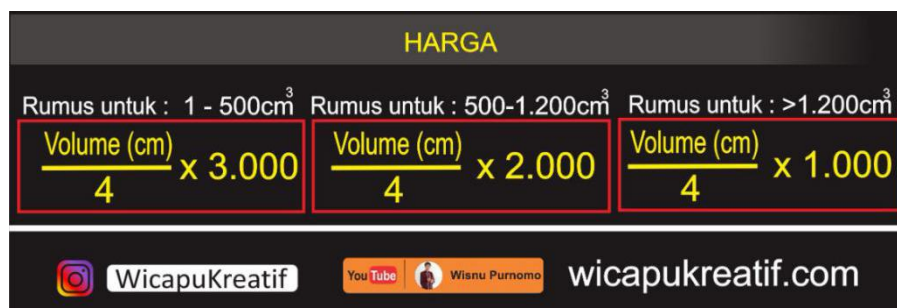 HARGA
Rumus untuk : 1 - 500cm³
Volume (cm)
4
x 3.000
Rumus untuk : 500-1.200cm³
Volume (cm)
4
x 2.000
Rumus untuk : >1.200cm³
Volume (cm)
4
x 1.000
WicapuKreatif
YouTube
Wisnu Purnomo
wicapukreatif.com